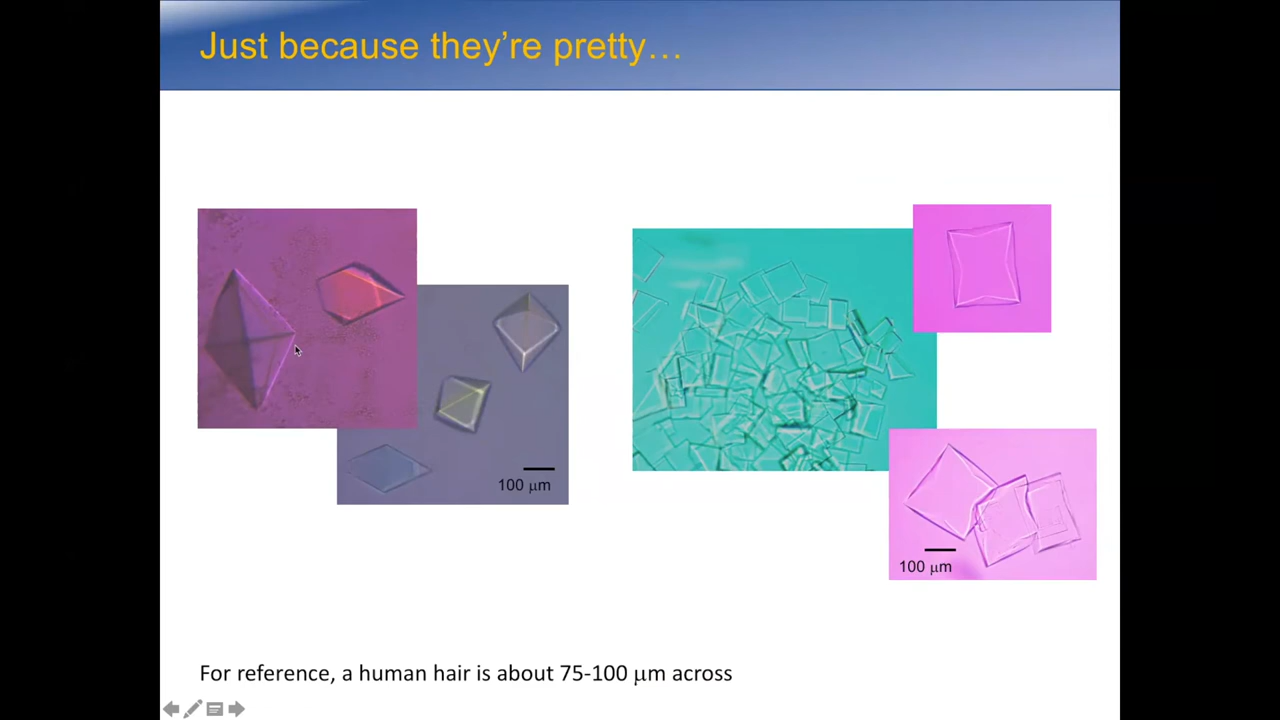 Just because they're pretty…
100 μm
100 μm
For reference, a human hair is about 75-100 μm across